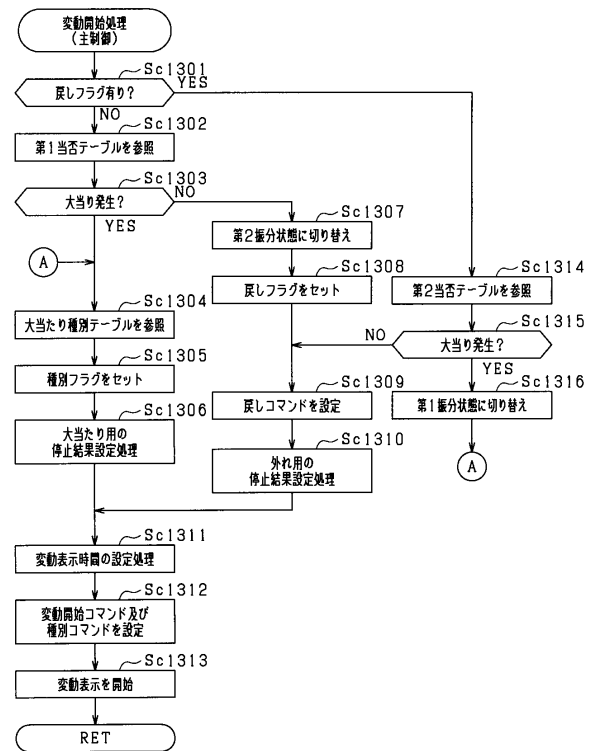 変動開始処理
(主制御)
Sc1301
戻しフラグ有り?
YES
NO
Sc1302
第1当否テーブルを参照
Sc1303
大当り発生?
NO
YES
Sc1307
第2振分状態に切り替え
A
Sc1308
戻しフラグをセット
Sc1314
第2当否テーブルを参照
Sc1304
大当たり種別テーブルを参照
Sc1315
大当り発生?
NO
YES
Sc1305
種別フラグをセット
Sc1309
戻しコマンドを設定
Sc1316
第1振分状態に切り替え
Sc1306
大当たり用の
停止結果設定処理
Sc1310
外れ用の
停止結果設定処理
A
Sc1311
変動表示時間の設定処理
Sc1312
変動開始コマンド及び
種別コマンドを設定
Sc1313
変動表示を開始
RET